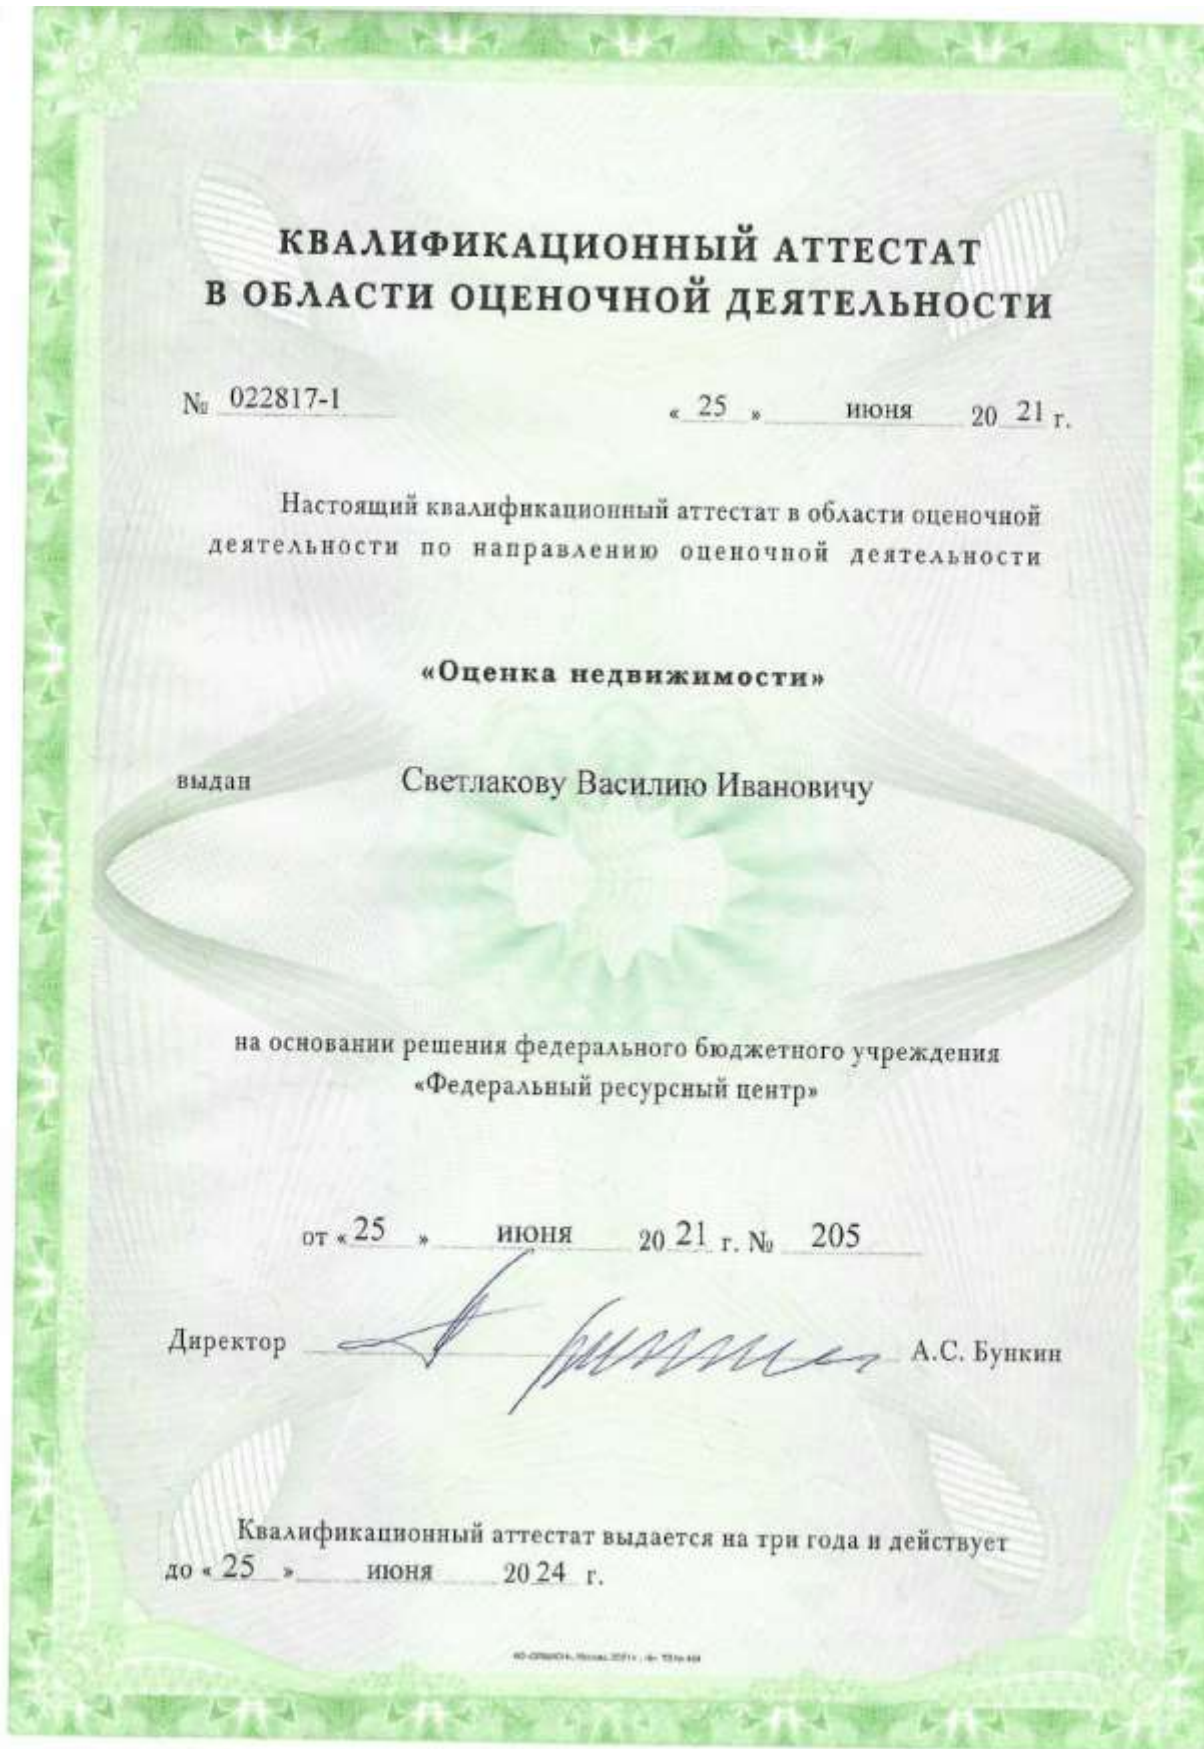 КВАЛИФИКАЦИОННЫЙ АТТЕСТАТ
В ОБЛАСТИ ОЦЕНОЧНОЙ ДЕЯТЕЛЬНОСТИ
№ 022817-1 « 25 » июня 20 21 г.
Настоящий квалификационный аттестат в области оценочной
деятельности по направлению оценочной деятельности
«Оценка недвижимости»
выдан Светлакову Василию Ивановичу
на основании решения федерального бюджетного учреждения
«Федеральный ресурсный центр»
от « 25 » июня 20 21 г. № 205
Директор А.С. Бункин
Квалификационный аттестат выдается на три года и действует
до « 25 » июня 20 24 г.